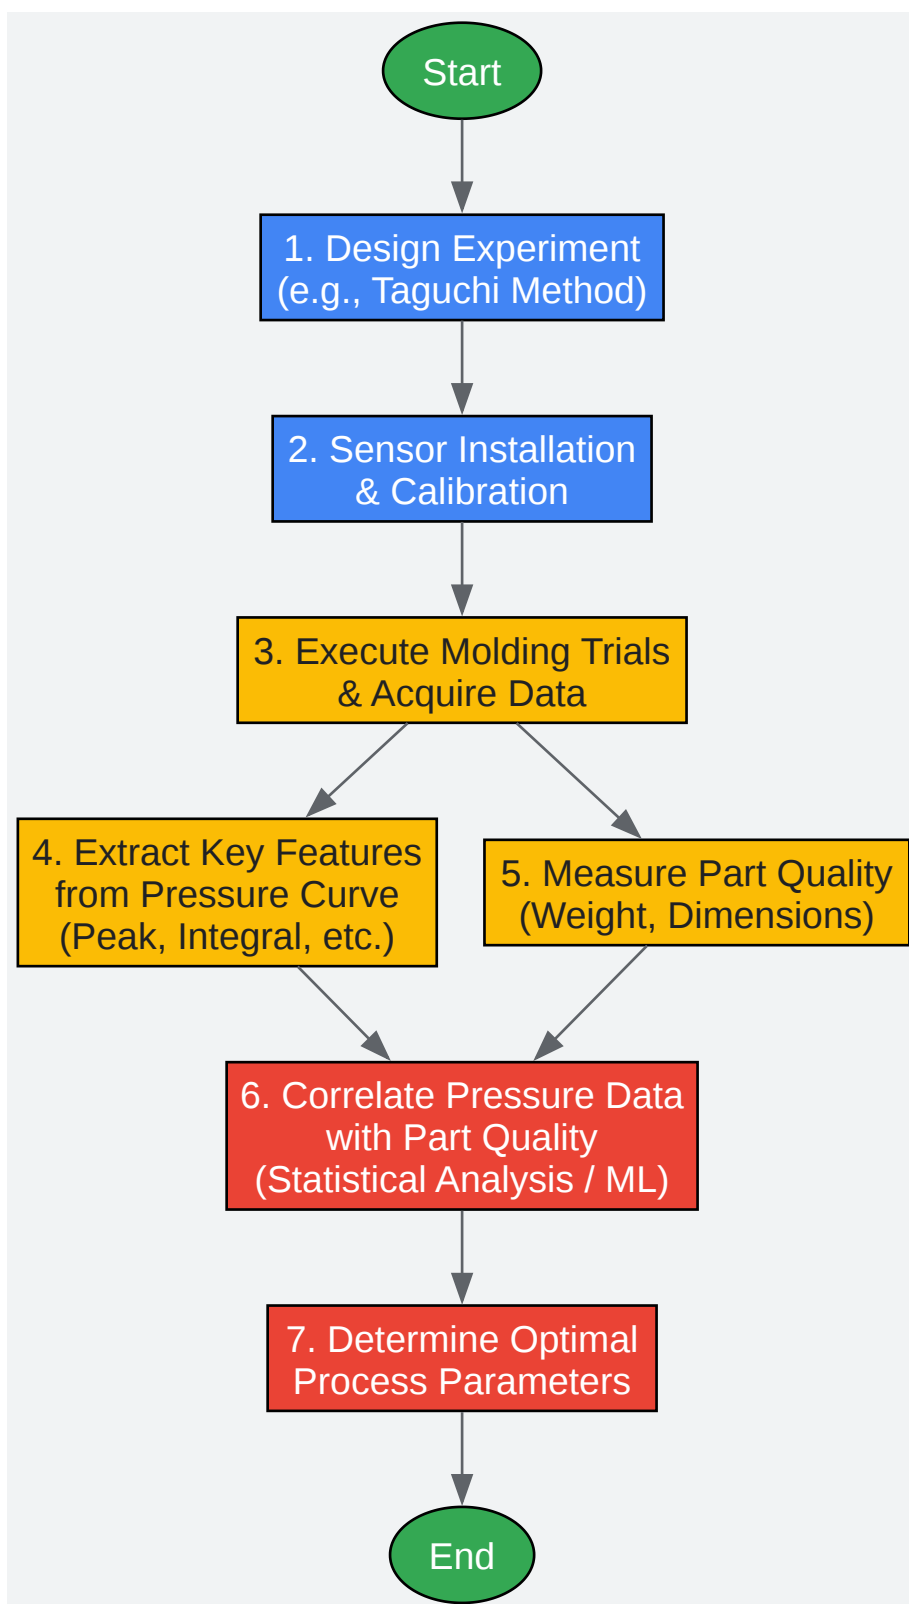 Start
1. Design Experiment
(e.g., Taguchi Method)
2. Sensor Installation
& Calibration
3. Execute Molding Trials
& Acquire Data
4. Extract Key Features
from Pressure Curve
(Peak, Integral, etc.)
5. Measure Part Quality
(Weight, Dimensions)
6. Correlate Pressure Data
with Part Quality
(Statistical Analysis / ML)
7. Determine Optimal
Process Parameters
End